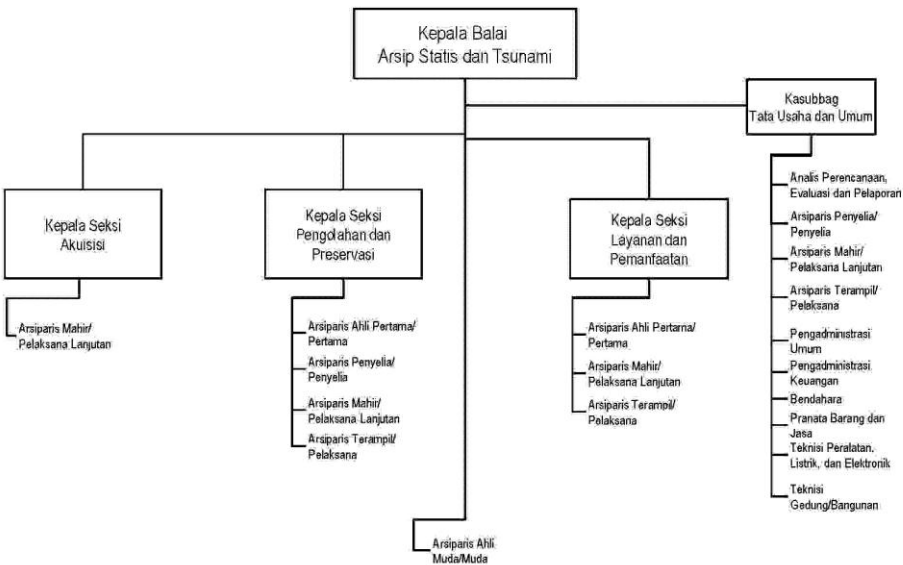 Kepala Balai
Arsip Statis dan Tsunami
Kasubbag
Tata Usaha dan Umum
Kepala Seksi
Akuisisi
Arsiparis Mahir/
Pelaksana Lanjutan
Kepala Seksi
Pengolahan dan
Preservasi
Arsiparis Ahli Pertama/
Pertama
Arsiparis Penyelia/
Penyelia
Arsiparis Mahir/
Pelaksana Lanjutan
Arsiparis Terampil/
Pelaksana
Kepala Seksi
Layanan dan
Pemanfaatan
Arsiparis Ahli Pertama/
Pertama
Arsiparis Mahir/
Pelaksana Lanjutan
Arsiparis Terampil/
Pelaksana
Analis Perencanaan,
Evaluasi dan Pelaporan
Arsiparis Penyelia/
Penyelia
Arsiparis Mahir/
Pelaksana Lanjutan
Arsiparis Terampil/
Pelaksana
Pengadministrasi
Umum
Pengadministrasi
Keuangan
Bendahara
Pranata Barang dan
Jasa
Teknisi Peralatan,
Listrik, dan Elektronik
Teknisi
Gedung/Bangunan
Arsiparis Ahli
Muda/Muda